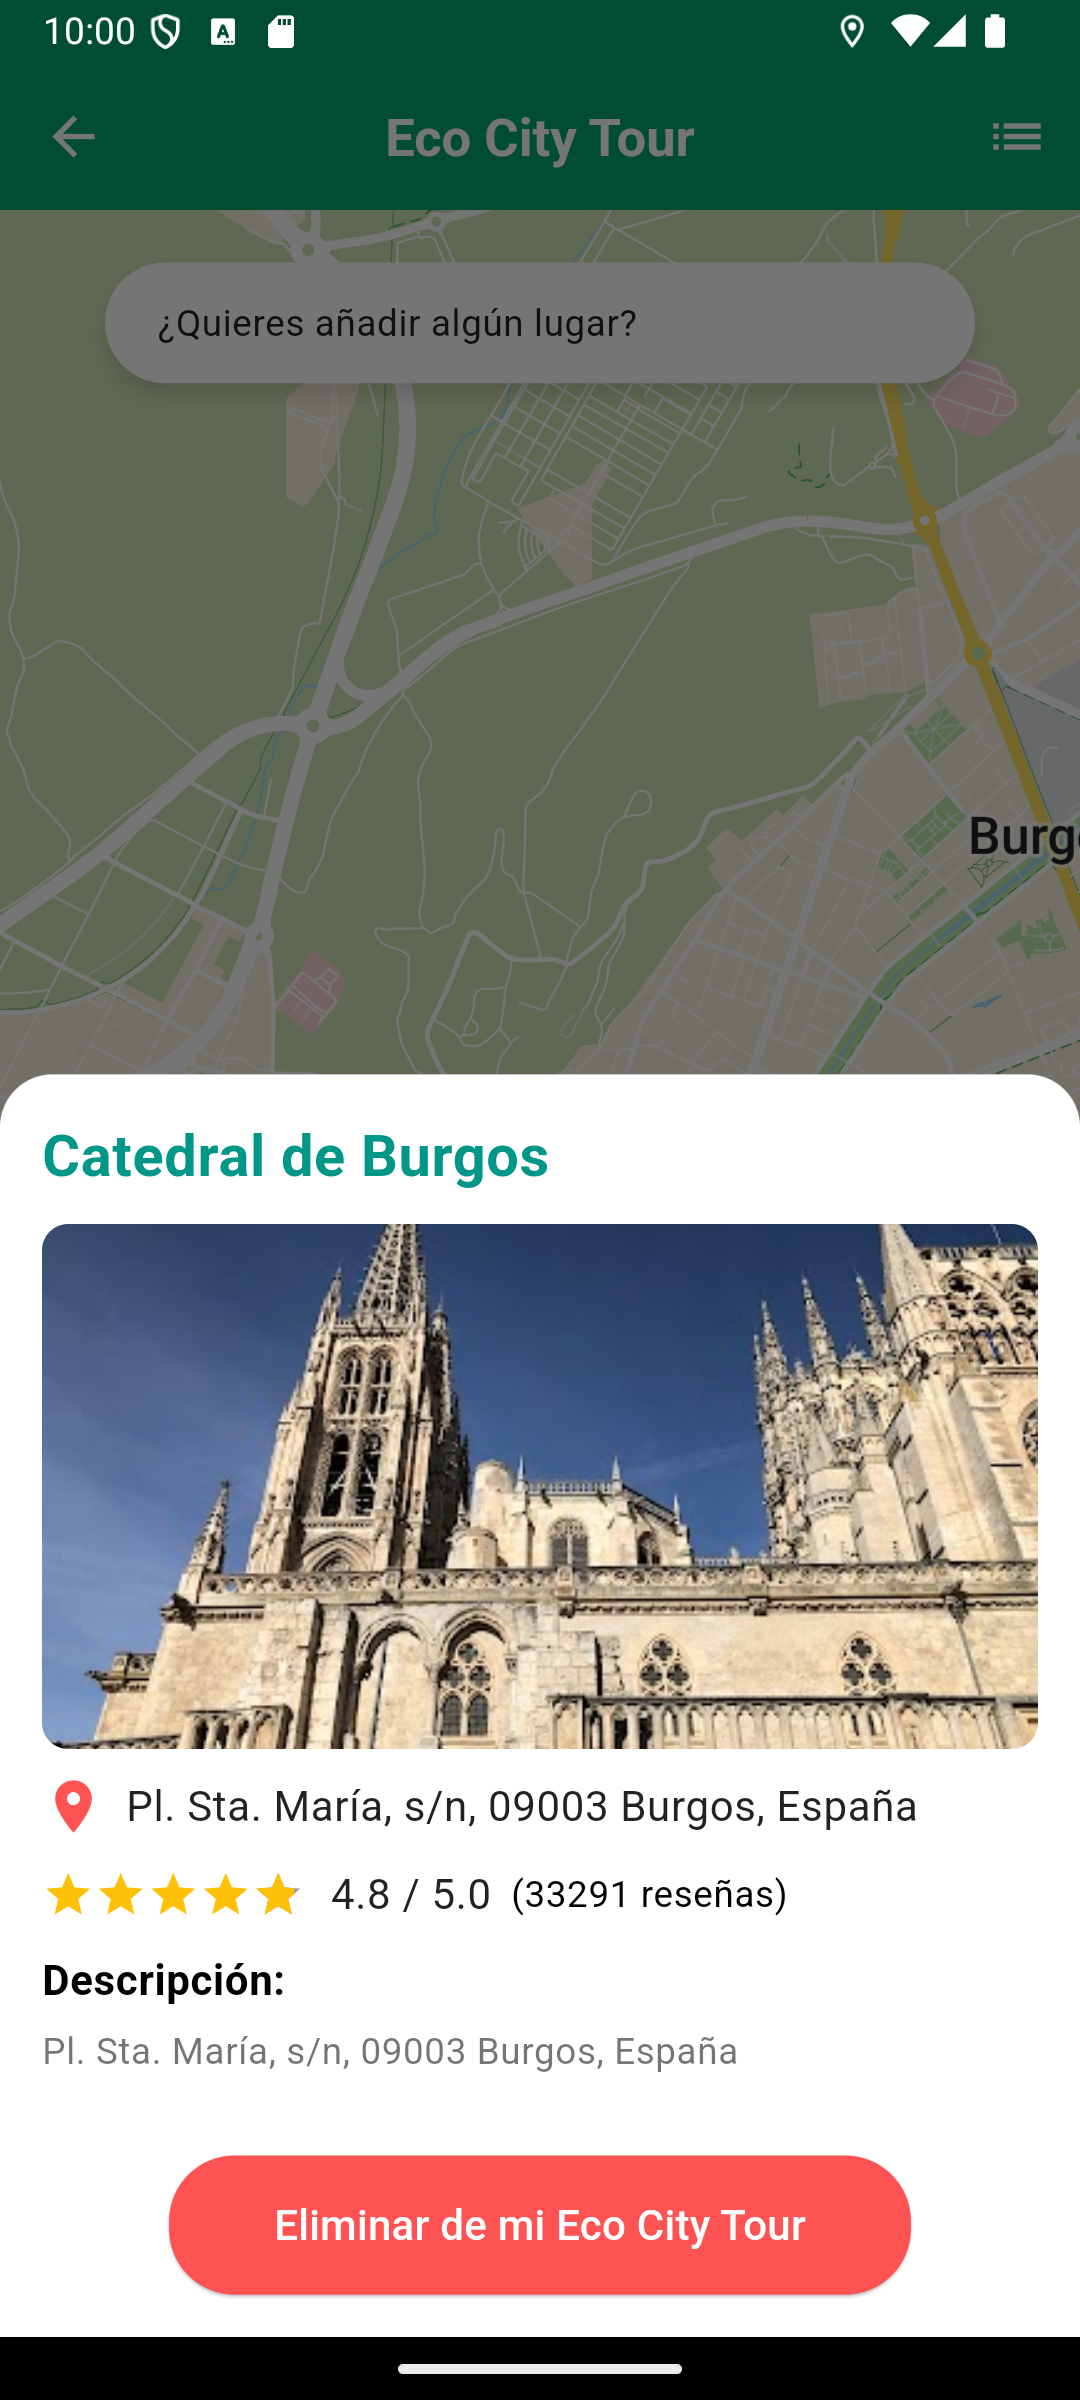 10:00
Eco City Tour
¿Quieres añadir algún lugar?
Catedral de Burgos
Pl. Sta. María, s/n, 09003 Burgos, España
4.8 / 5.0 (33291 reseñas)
Descripción:
Pl. Sta. María, s/n, 09003 Burgos, España
Eliminar de mi Eco City Tour